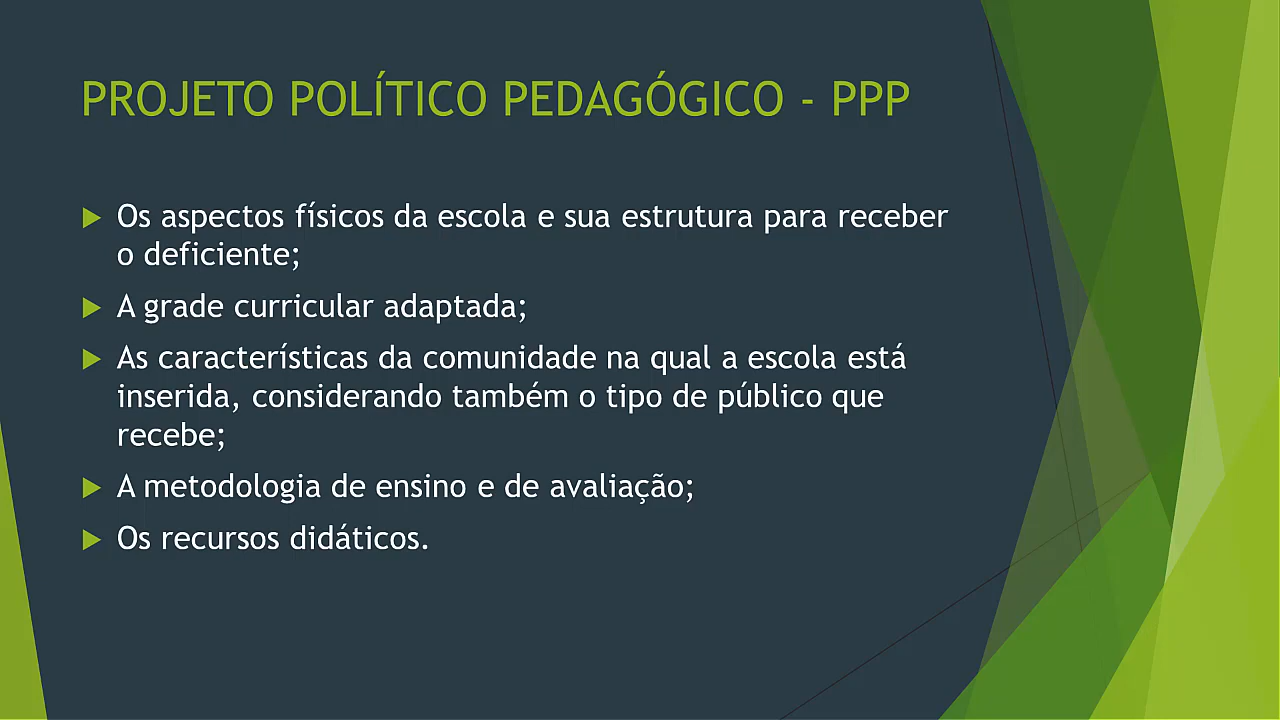 PROJETO POLÍTICO PEDAGÓGICO - PPP
Os aspectos físicos da escola e sua estrutura para receber
o deficiente;
A grade curricular adaptada;
As características da comunidade na qual a escola está
inserida, considerando também o tipo de público que
recebe;
A metodologia de ensino e de avaliação;
Os recursos didáticos.